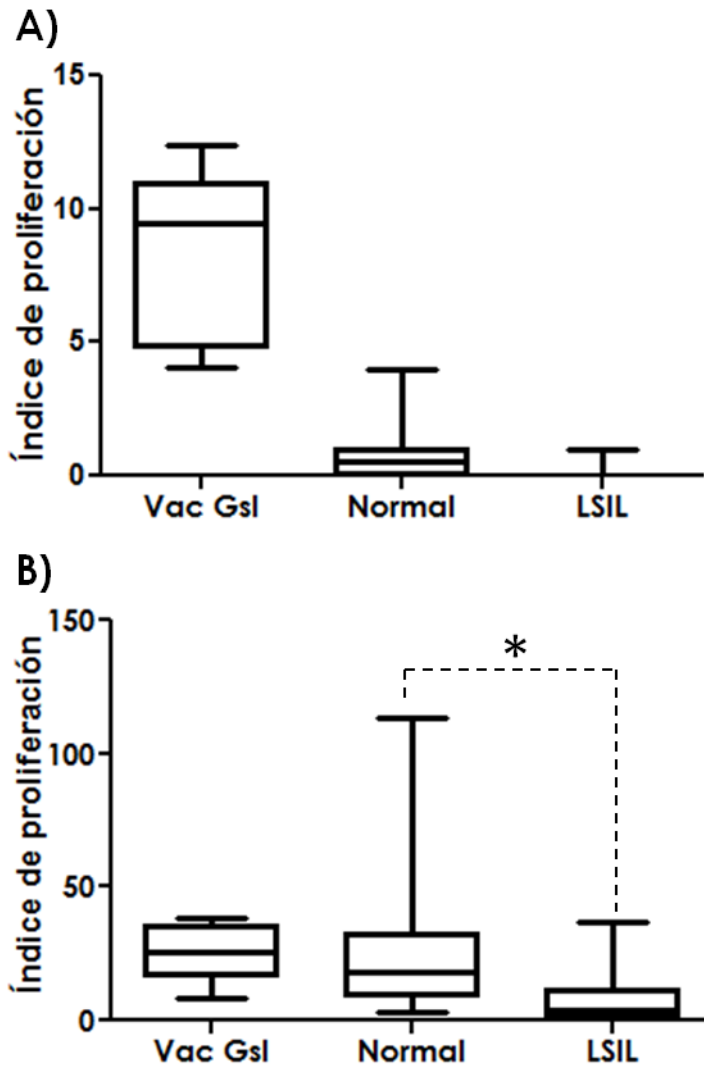 A)
Índice de proliferación
15
10
5
0
Vac Gsl
Normal
LSIL
B)
Índice de proliferación
150
100
50
0
*
Vac Gsl
Normal
LSIL